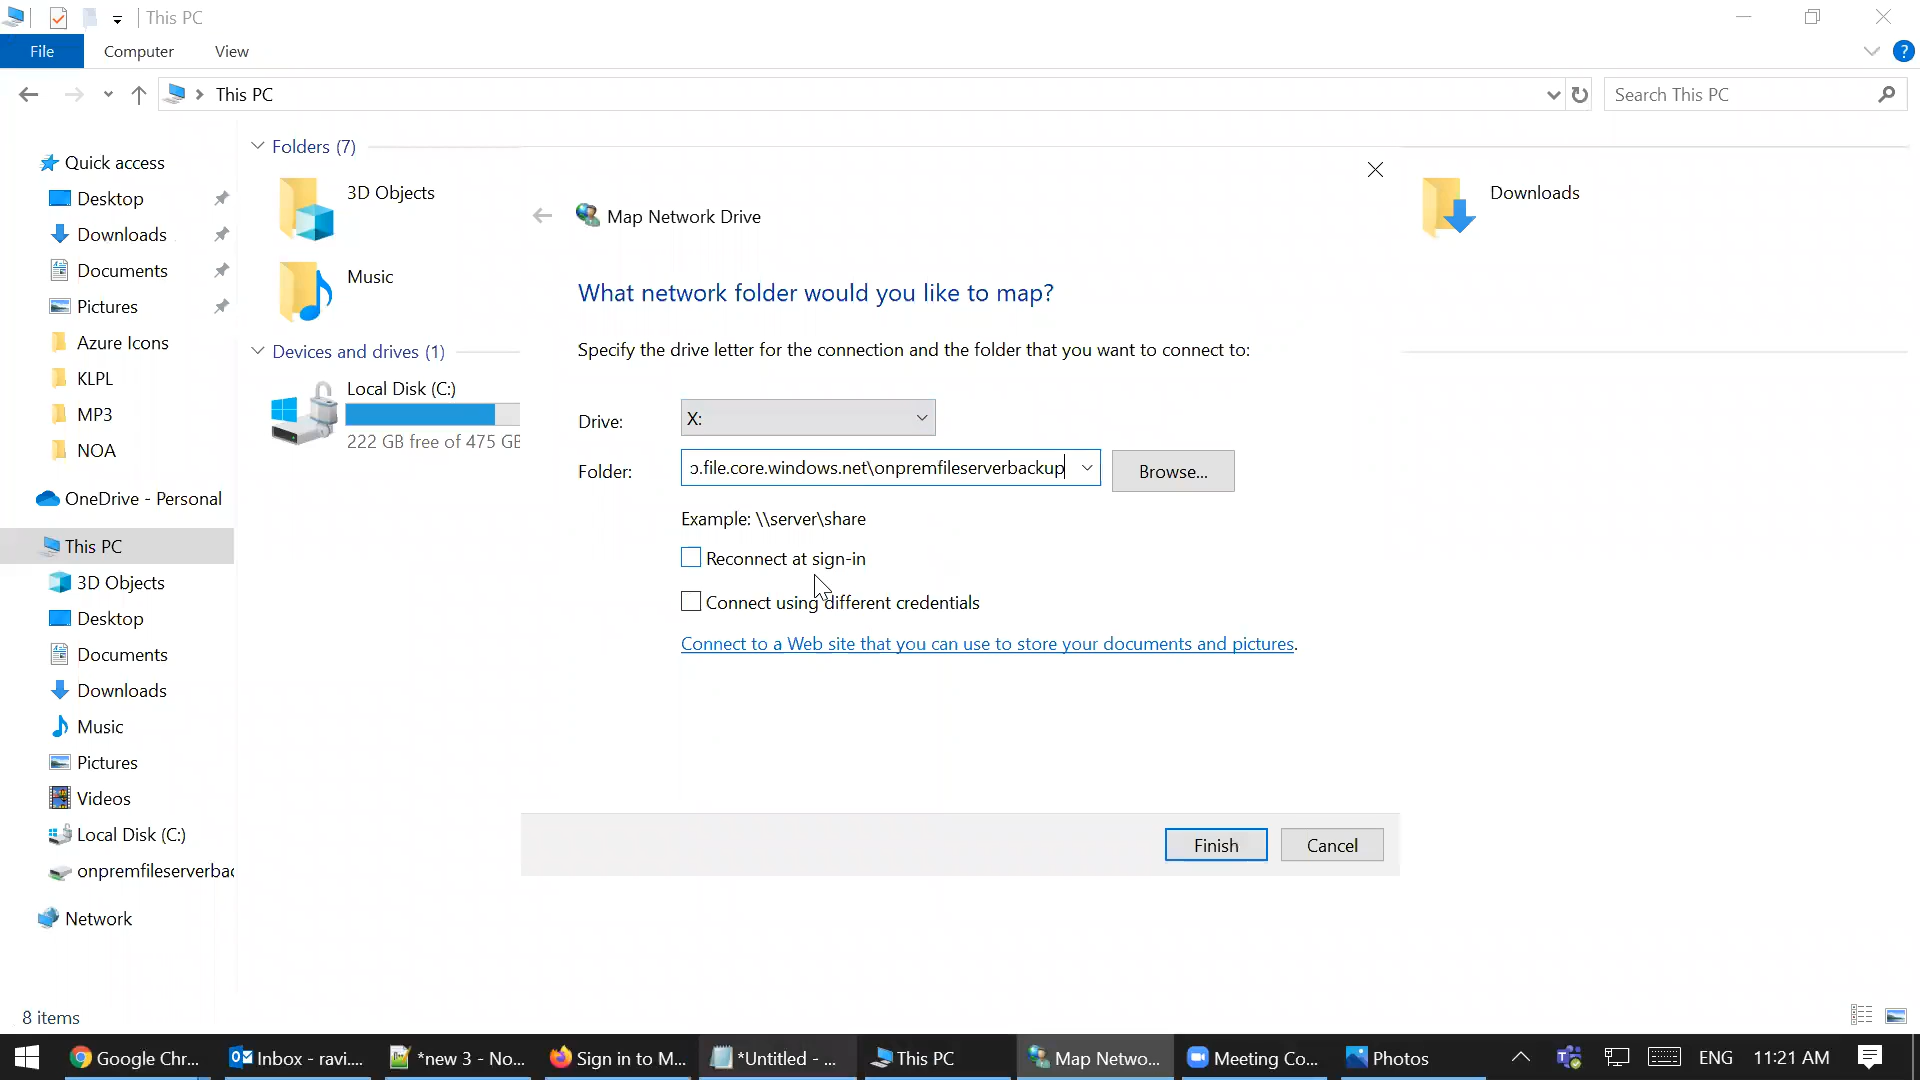 This PC
File
Computer
View
?
This PC
Search This PC
Quick access
Desktop
Downloads
Documents
Pictures
Azure Icons
KLPL
MP3
NOA
OneDrive - Personal
This PC
3D Objects
Desktop
Documents
Downloads
Music
Pictures
Videos
Local Disk (C:)
onpremfileserverbac
Network
Folders (7)
3D Objects
Music
Downloads
Devices and drives (1)
Local Disk (C:)
222 GB free of 475 GB
Map Network Drive
What network folder would you like to map?
Specify the drive letter for the connection and the folder that you want to connect to:
Drive:
X:
Folder:
.file.core.windows.net\onpremfileserverbackup
Browse...
Example: \\server\share
Reconnect at sign-in
Connect using different credentials
Connect to a Web site that you can use to store your documents and pictures.
Finish
Cancel
8 items
Google Chr...
Inbox - ravi....
*new 3 - No...
Sign in to M...
*Untitled - ...
This PC
Map Netwo...
Meeting Co...
Photos
ENG
11:21 AM